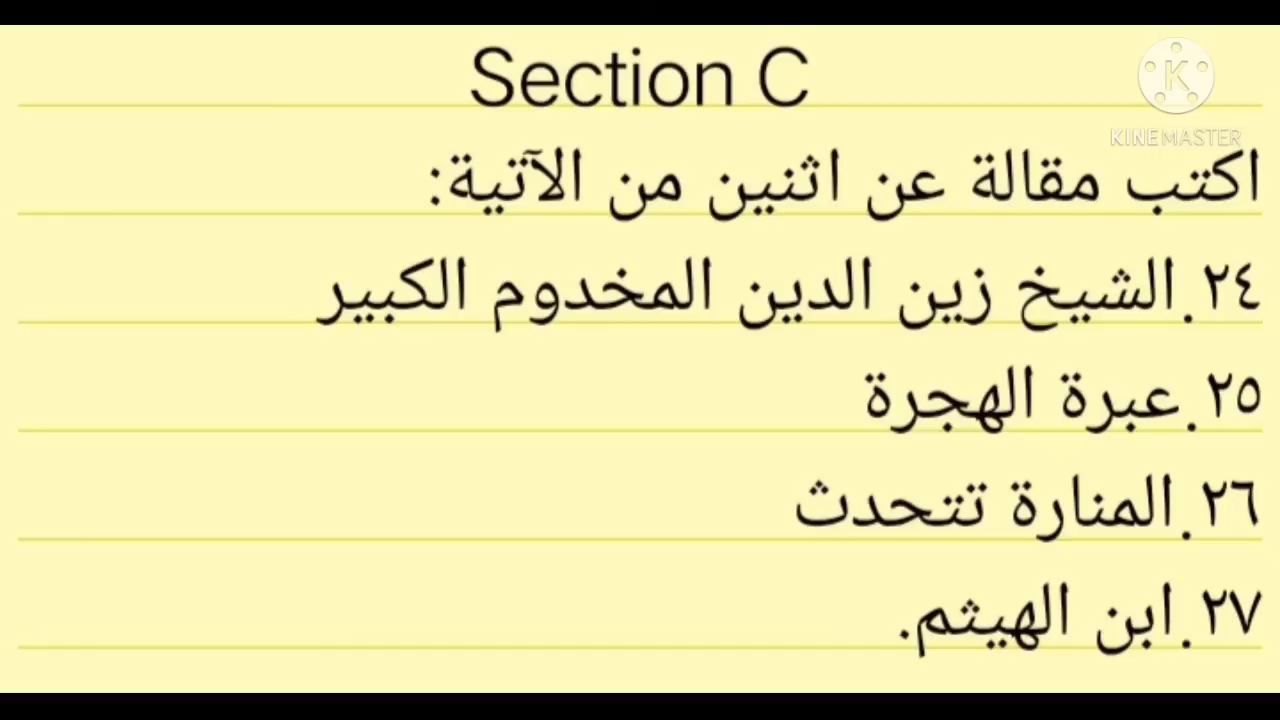 Section C
KINEMASTER
اكتب مقالة عن اثنين من الآتية:
٢٤.الشيخ زين الدين المخدوم الكبير
٢٥.عبرة الهجرة
٢٦.المنارة تتحدث
٢٧.ابن الهيثم.